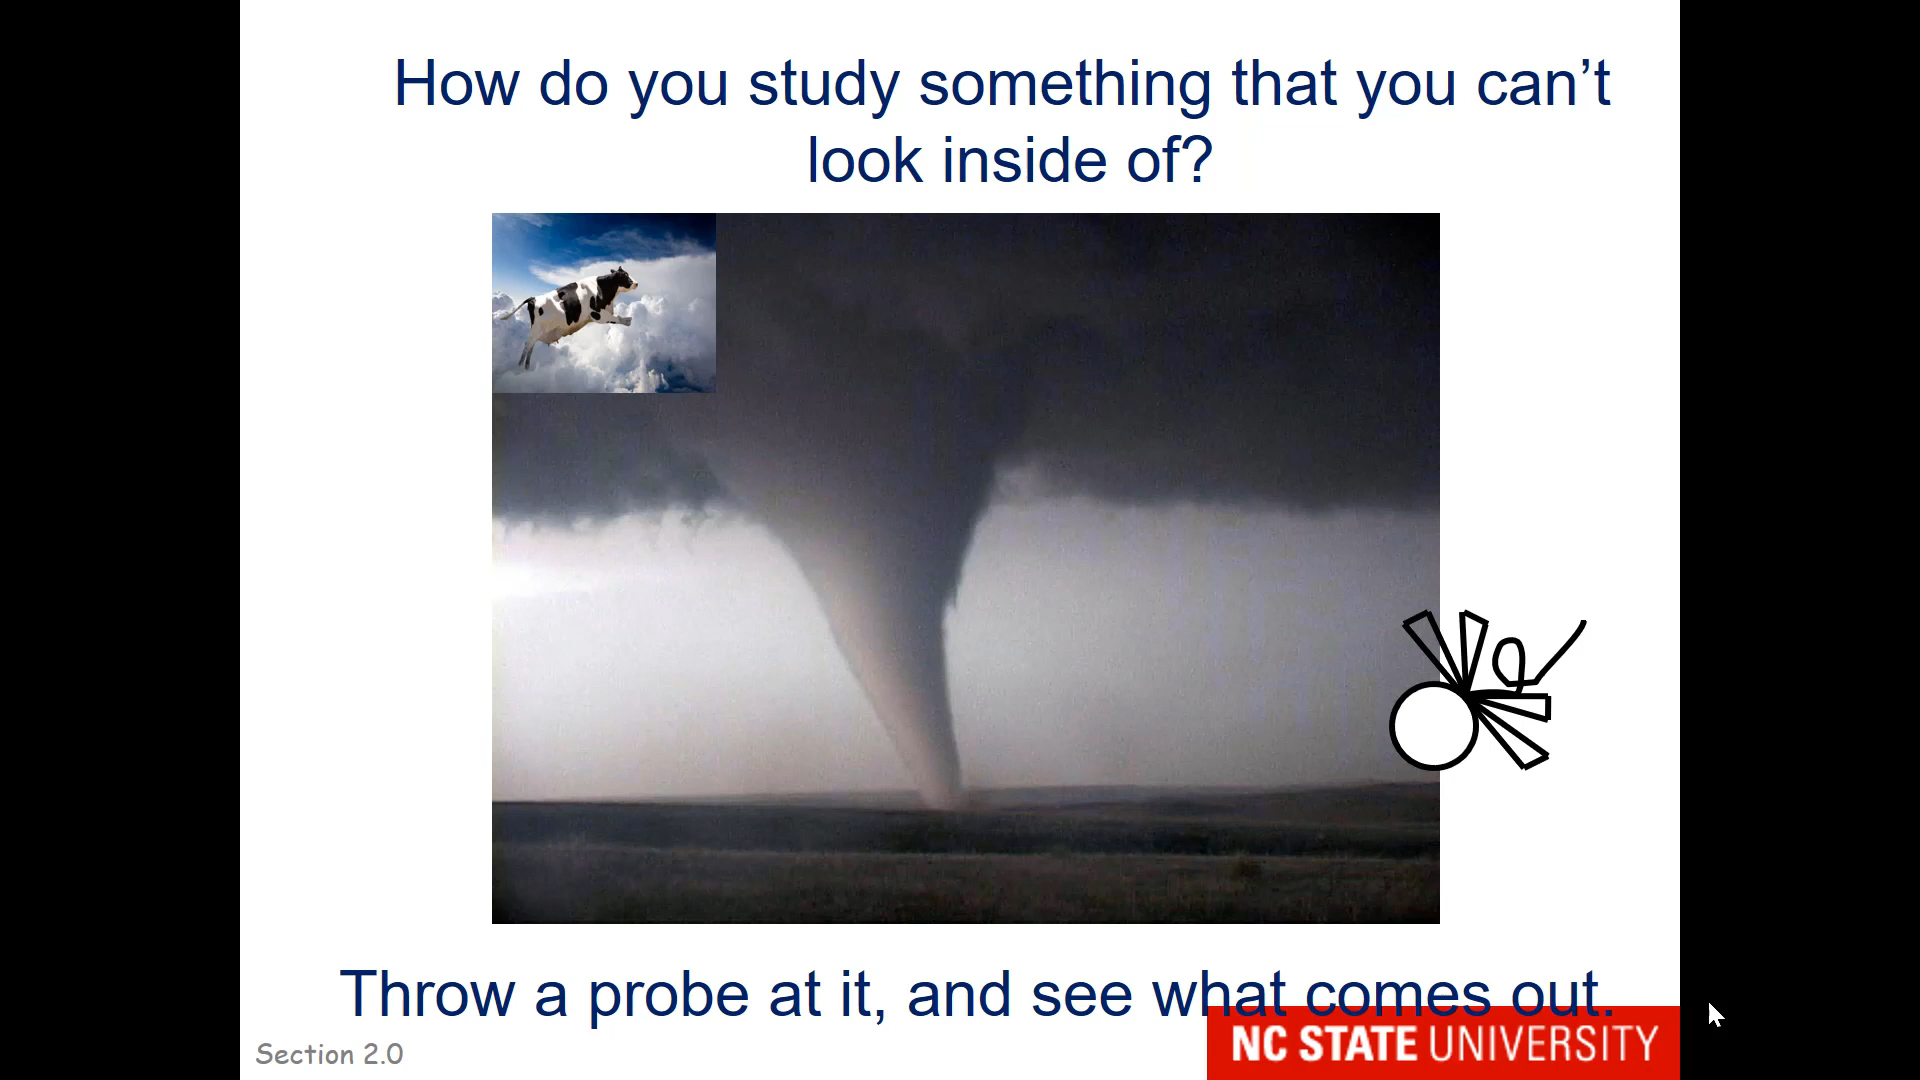 How do you study something that you can’t
look inside of?
Throw a probe at it, and see what comes out.
Section 2.0
NC STATE UNIVERSITY